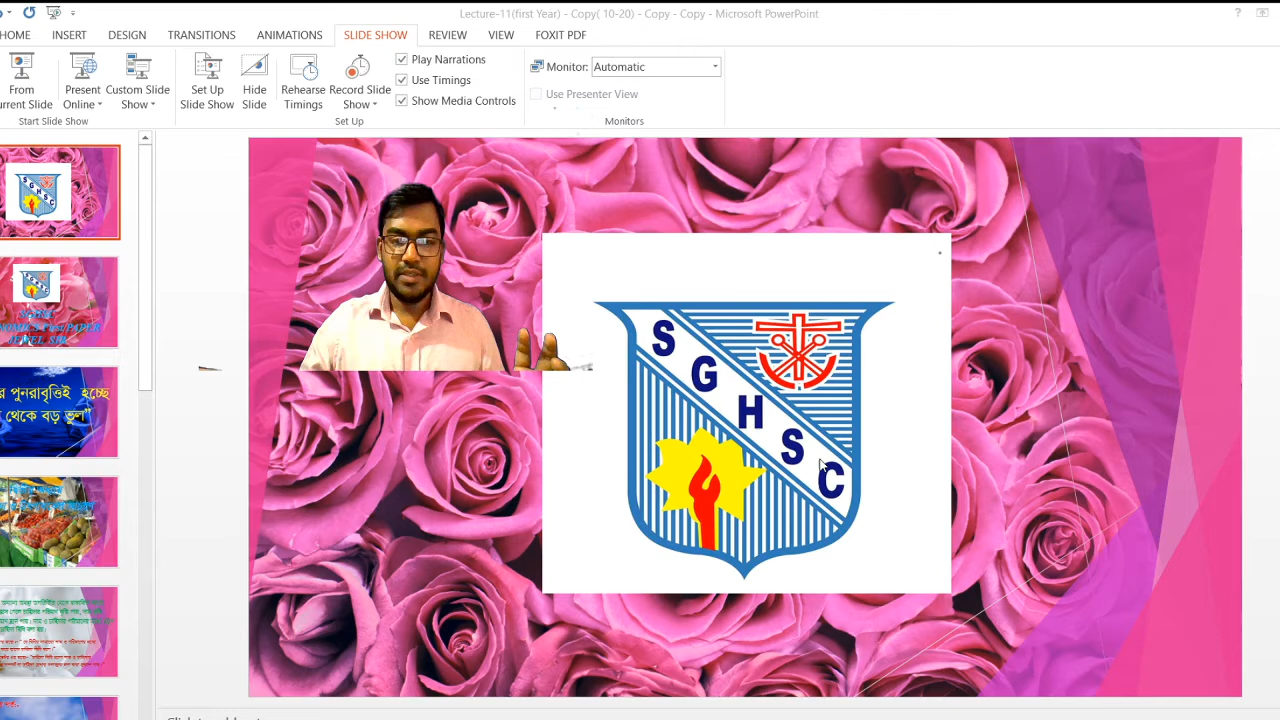 Lecture-11(first Year) - Copy( 10-20) - Copy - Copy - Microsoft PowerPoint
?
HOME INSERT DESIGN TRANSITIONS ANIMATIONS SLIDE SHOW REVIEW VIEW FOXIT PDF
From
Present Online
Custom Slide Show
Set Up Slide Show
Hide Slide
Rehearse Timings
Record Slide Show
Play Narrations
Use Timings
Show Media Controls
Monitor: Automatic
Use Presenter View
Start Slide Show
Set Up
Monitors
S G H S C
S G H S C
পুনরাবৃত্তিই হচ্ছে
থেকে বড় ভুল”